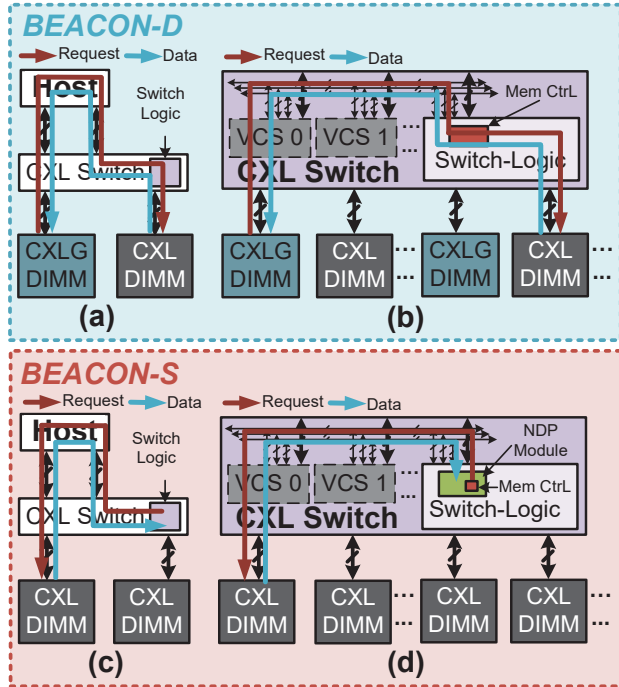 BEACON-D
Request Data
Host
Switch
Logic
CXL Switch
CXLG
DIMM
CXL
DIMM
(a)
Request Data
Mem CtrL
VCS 0 VCS 1 ...
Switch-Logic
CXL Switch
CXLG
DIMM
CXL
DIMM
...
...
CXLG
DIMM
CXL
DIMM
...
...
(b)
BEACON-S
Request Data
Host
Switch
Logic
CXL Switch
CXL
DIMM
CXL
DIMM
(c)
Request Data
NDP
Module
Mem CtrL
VCS 0 VCS 1 ...
Switch-Logic
CXL Switch
CXL
DIMM
CXL
DIMM
...
...
CXL
DIMM
CXL
DIMM
...
...
(d)